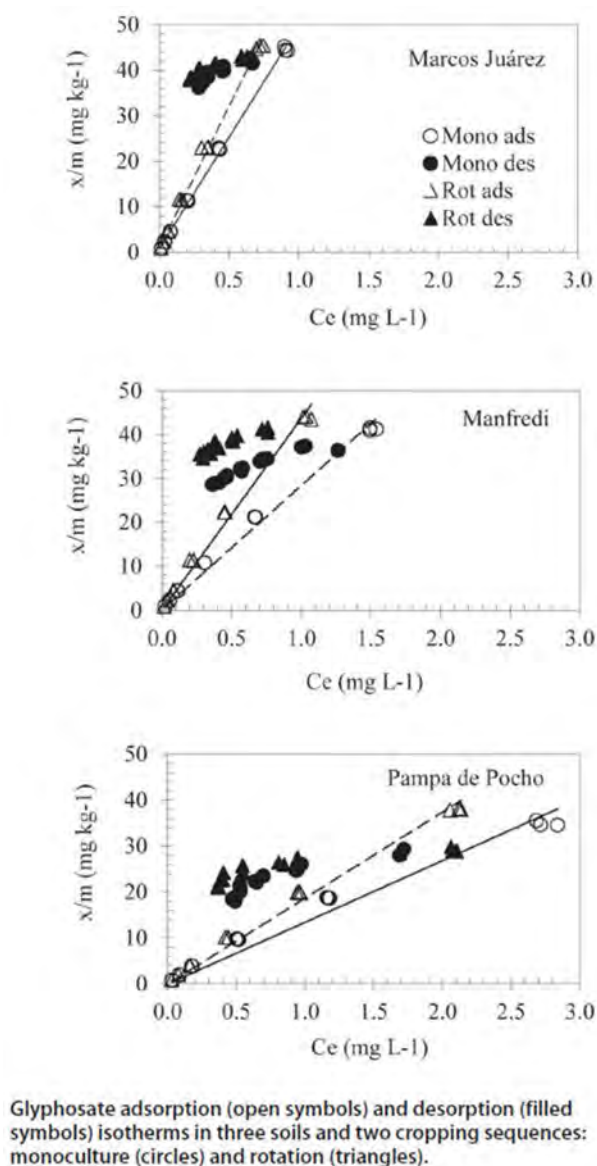 50
40
30
20
10
0
x/m (mg kg-1)
Marcos Juárez
Mono ads
Mono des
Rot ads
Rot des
0.0 0.5 1.0 1.5 2.0 2.5 3.0
Ce (mg L-1)
50
40
30
20
10
0
x/m (mg kg-1)
Manfredi
0.0 0.5 1.0 1.5 2.0 2.5 3.0
Ce (mg L-1)
50
40
30
20
10
0
x/m (mg kg-1)
Pampa de Pocho
0.0 0.5 1.0 1.5 2.0 2.5 3.0
Ce (mg L-1)
Glyphosate adsorption (open symbols) and desorption (filled
symbols) isotherms in three soils and two cropping sequences:
monoculture (circles) and rotation (triangles).